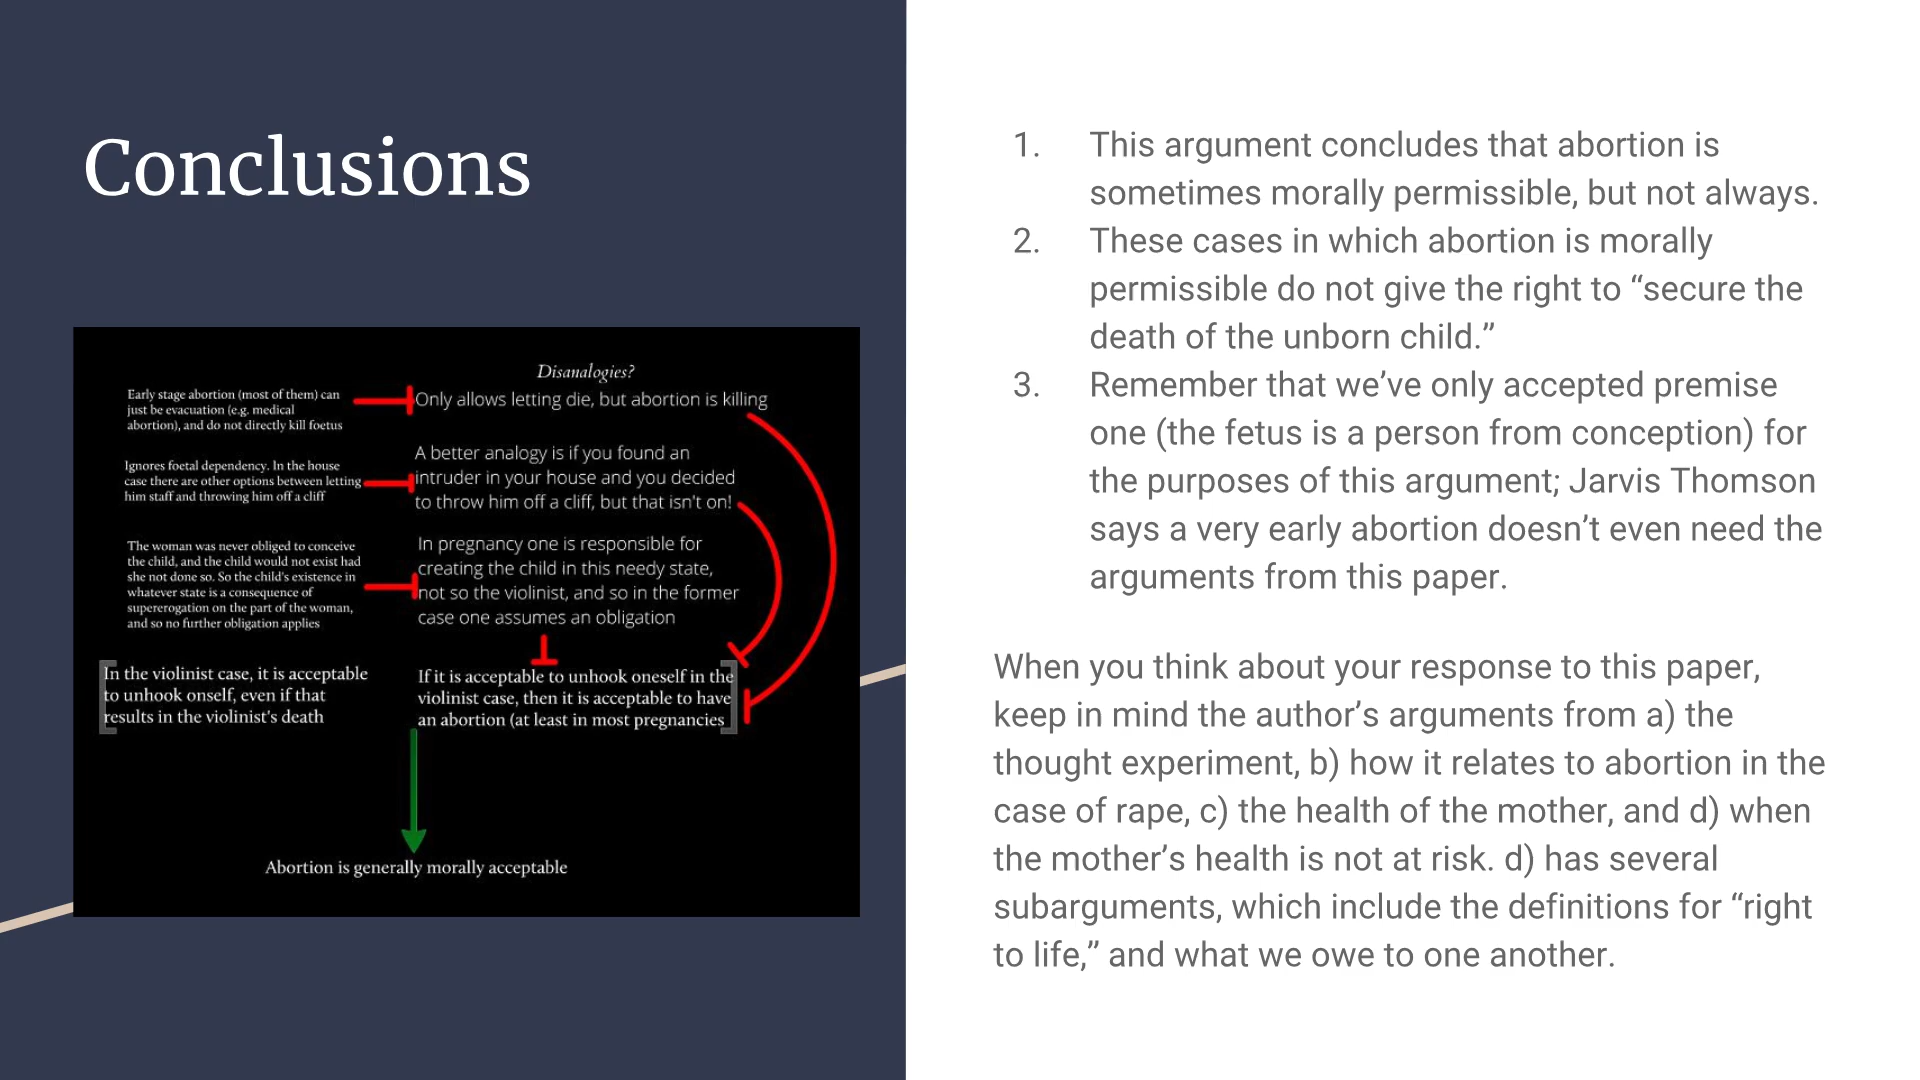 Conclusions
Disanalogies?
Early stage abortion (most of them) can
just be evacuation (e.g. medical
abortion), and do not directly kill foetus
Only allows letting die, but abortion is killing
Ignores foetal dependency. In the house
case there are other options between letting
him staff and throwing him off a cliff
A better analogy is if you found an
intruder in your house and you decided
to throw him off a cliff, but that isn't on!
The woman was never obliged to conceive
the child, and the child would not exist had
she not done so. So the child's existence in
whatever state is a consequence of
supererogation on the part of the woman,
and so no further obligation applies
In pregnancy one is responsible for
creating the child in this needy state,
not so the violinist, and so in the former
case one assumes an obligation
In the violinist case, it is acceptable
to unhook onself, even if that
results in the violinist's death
If it is acceptable to unhook oneself in the
violinist case, then it is acceptable to have
an abortion (at least in most pregnancies
Abortion is generally morally acceptable
1. This argument concludes that abortion is
sometimes morally permissible, but not always.
2. These cases in which abortion is morally
permissible do not give the right to “secure the
death of the unborn child.”
3. Remember that we’ve only accepted premise
one (the fetus is a person from conception) for
the purposes of this argument; Jarvis Thomson
says a very early abortion doesn’t even need the
arguments from this paper.
When you think about your response to this paper,
keep in mind the author’s arguments from a) the
thought experiment, b) how it relates to abortion in the
case of rape, c) the health of the mother, and d) when
the mother’s health is not at risk. d) has several
subarguments, which include the definitions for “right
to life,” and what we owe to one another.